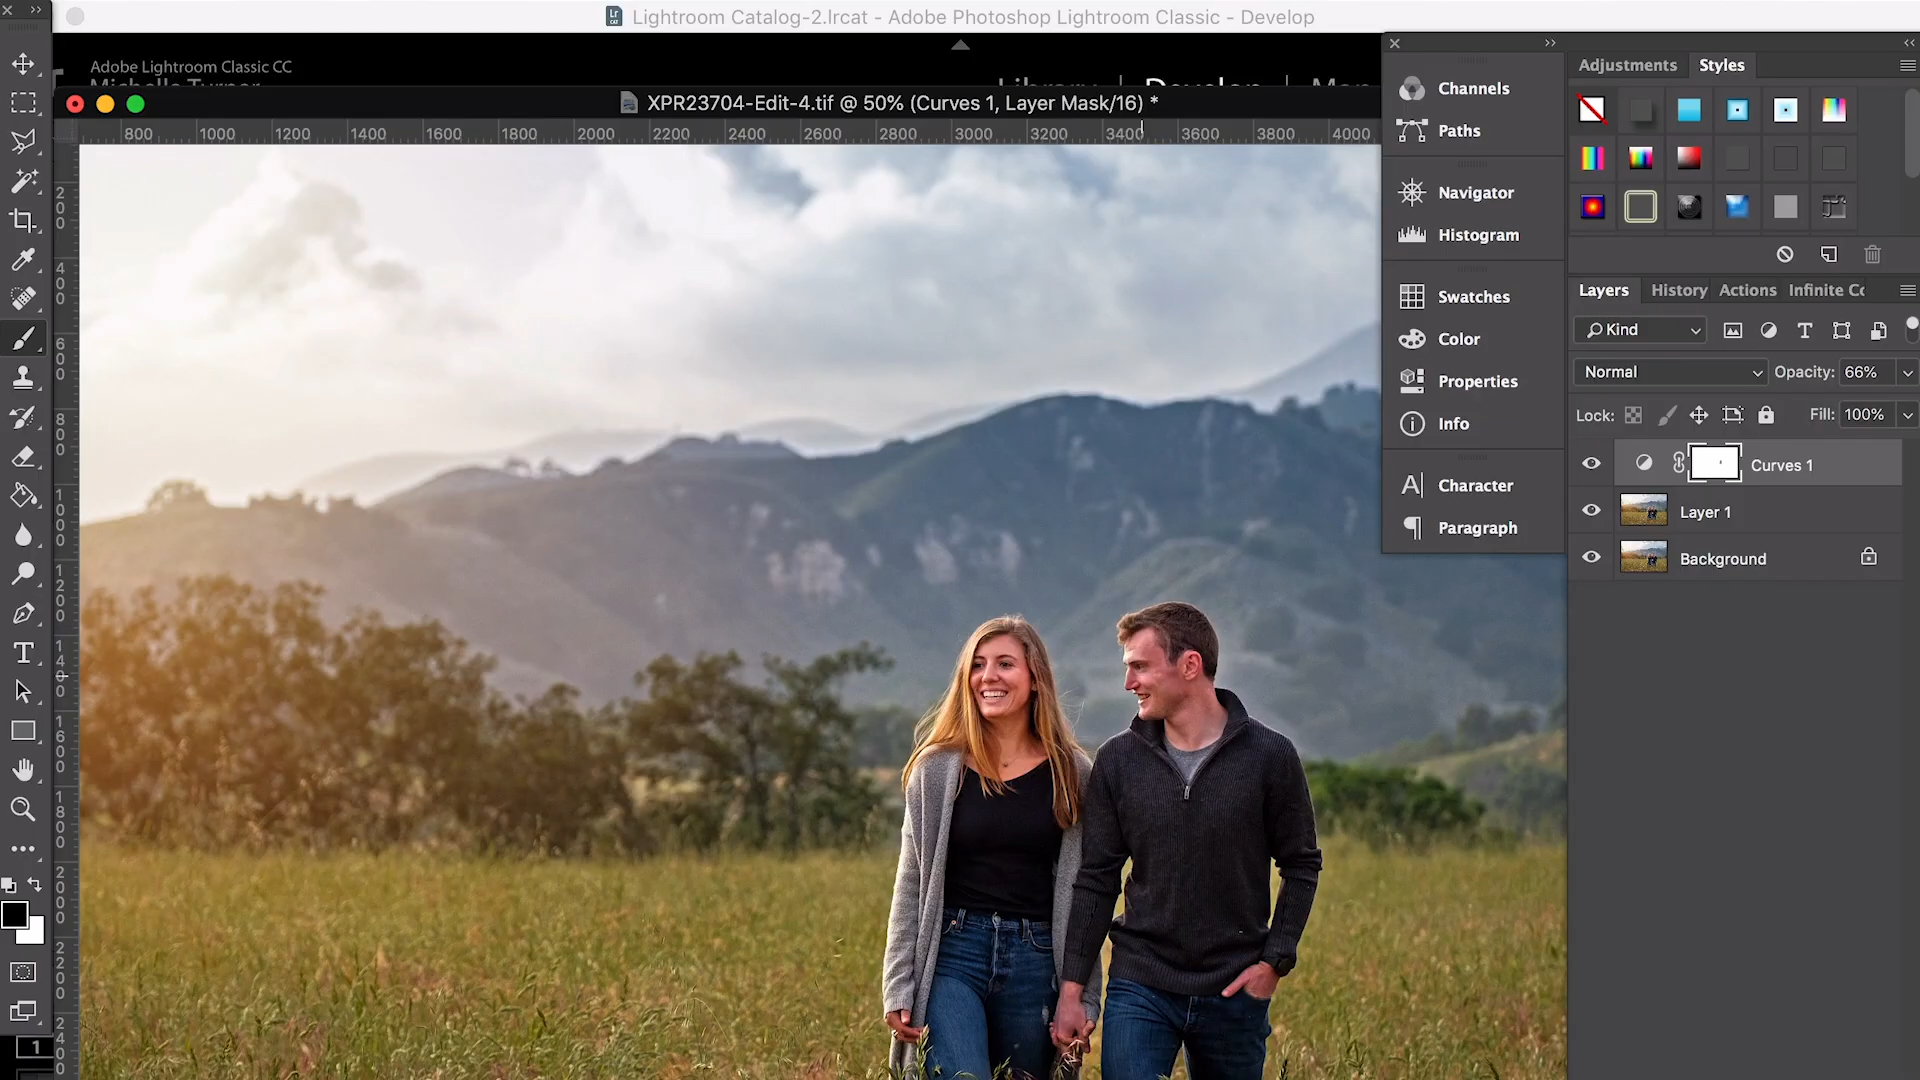 Lightroom Catalog-2.lrcat - Adobe Photoshop Lightroom Classic - Develop
Adobe Lightroom Classic CC
Michelle Turner
Library | Develop | Map
XPR23704-Edit-4.tif @ 50% (Curves 1, Layer Mask/16) *
800 1000 1200 1400 1600 1800 2000 2200 2400 2600 2800 3000 3200 3400 3600 3800 4000
200
400
600
800
1000
1200
1400
1600
1800
2000
2200
2400
Channels
Paths
Navigator
Histogram
Swatches
Color
Properties
Info
Character
Paragraph
Adjustments Styles
Layers History Actions Infinite Cc
Kind
Normal Opacity: 66%
Lock: Fill: 100%
Curves 1
Layer 1
Background
1